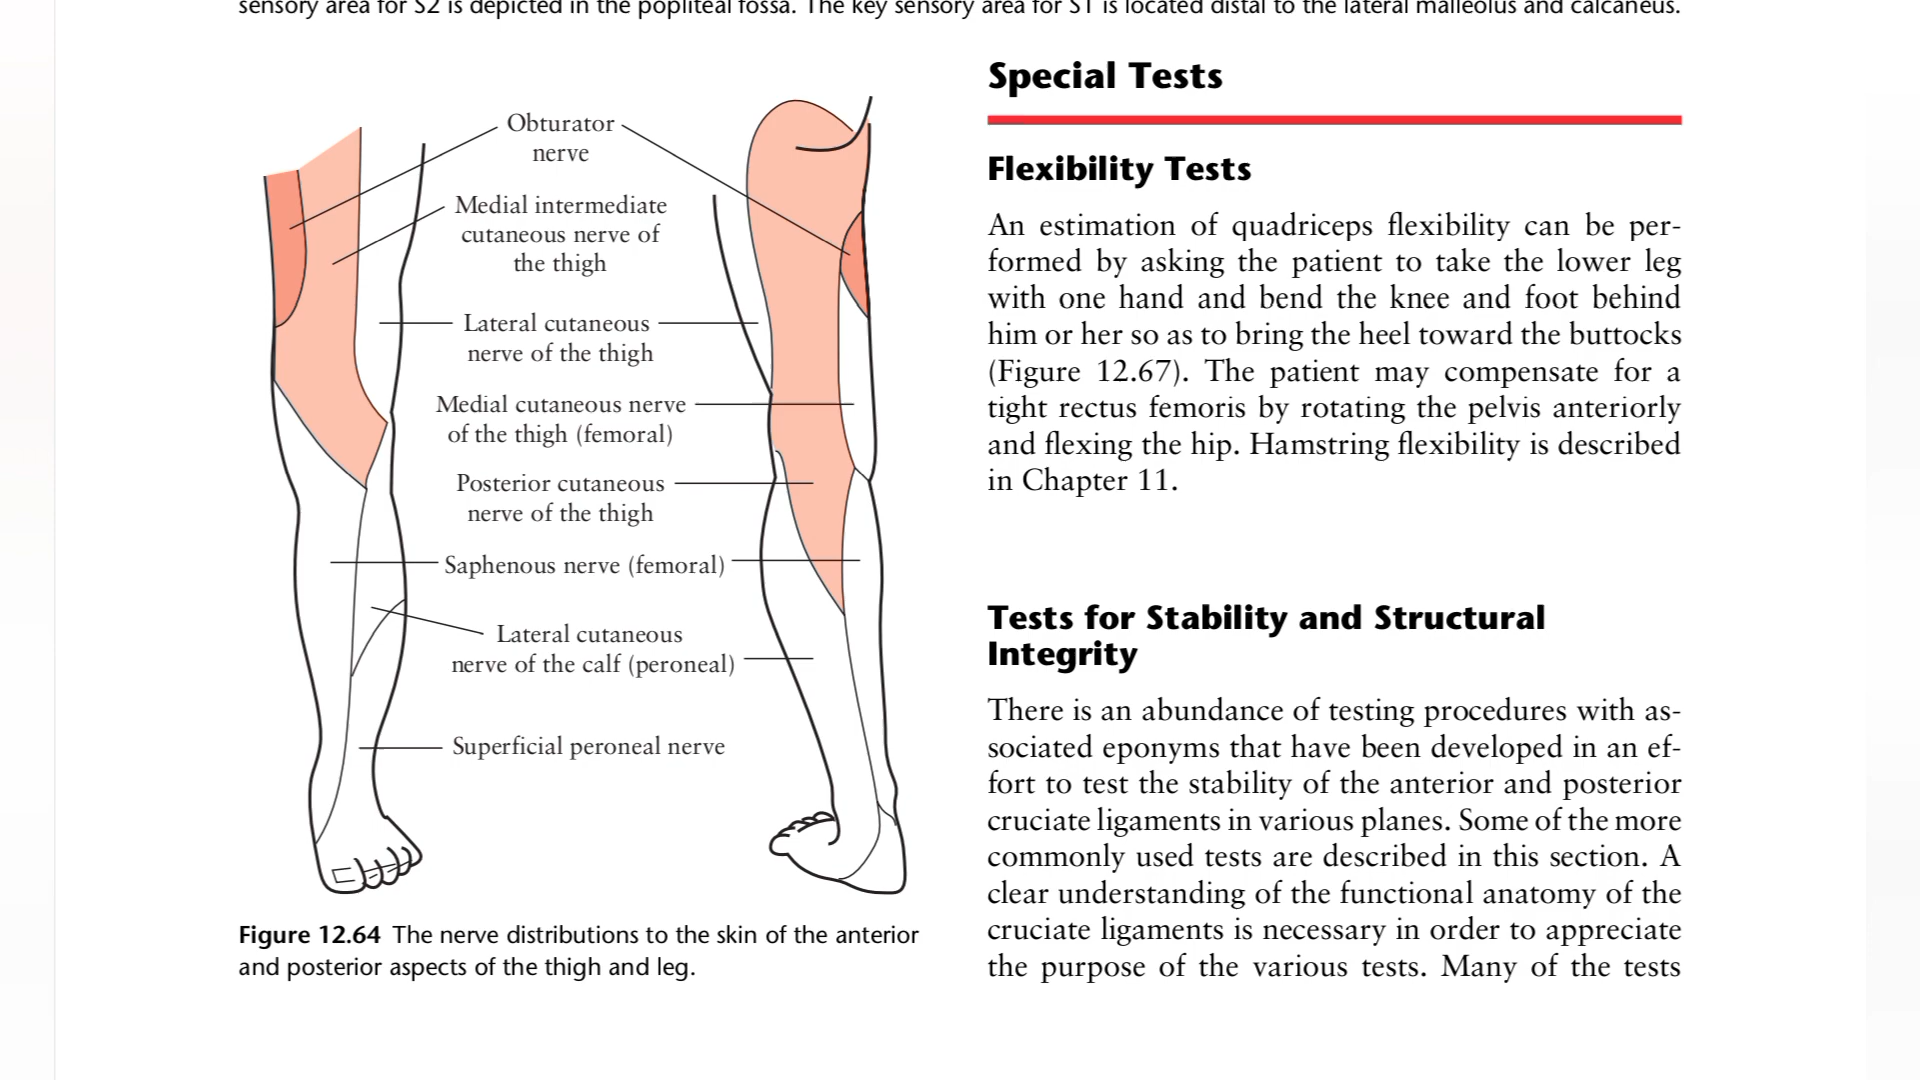 sensory area for S2 is depicted in the popliteal fossa. The key sensory area for S1 is located distal to the lateral malleolus and calcaneus.
Obturator
nerve
Medial intermediate
cutaneous nerve of
the thigh
Lateral cutaneous
nerve of the thigh
Medial cutaneous nerve
of the thigh (femoral)
Posterior cutaneous
nerve of the thigh
Saphenous nerve (femoral)
Lateral cutaneous
nerve of the calf (peroneal)
Superficial peroneal nerve
Figure 12.64 The nerve distributions to the skin of the anterior
and posterior aspects of the thigh and leg.
Special Tests
Flexibility Tests
An estimation of quadriceps flexibility can be per-
formed by asking the patient to take the lower leg
with one hand and bend the knee and foot behind
him or her so as to bring the heel toward the buttocks
(Figure 12.67). The patient may compensate for a
tight rectus femoris by rotating the pelvis anteriorly
and flexing the hip. Hamstring flexibility is described
in Chapter 11.
Tests for Stability and Structural
Integrity
There is an abundance of testing procedures with as-
sociated eponyms that have been developed in an ef-
fort to test the stability of the anterior and posterior
cruciate ligaments in various planes. Some of the more
commonly used tests are described in this section. A
clear understanding of the functional anatomy of the
cruciate ligaments is necessary in order to appreciate
the purpose of the various tests. Many of the tests